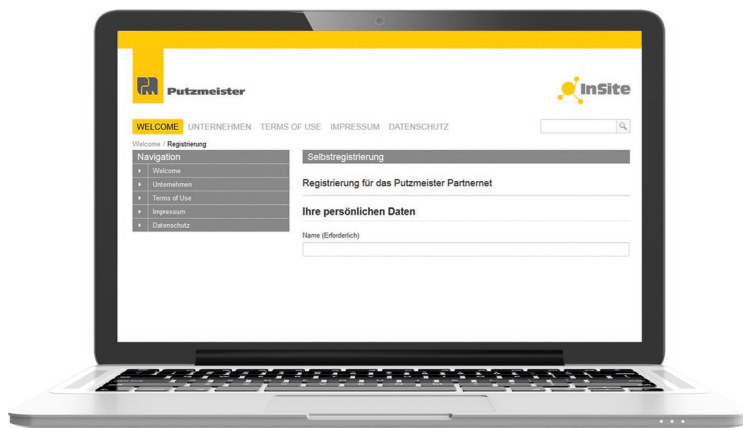 Putzmeister
InSite
WELCOME UNTERNEHMEN TERMS OF USE IMPRESSUM DATENSCHUTZ
Welcome / Registrierung
Navigation
Welcome
Unternehmen
Terms of Use
Impressum
Datenschutz
Selbstregistrierung
Registrierung für das Putzmeister Partnernet
Ihre persönlichen Daten
Name (Erforderlich)